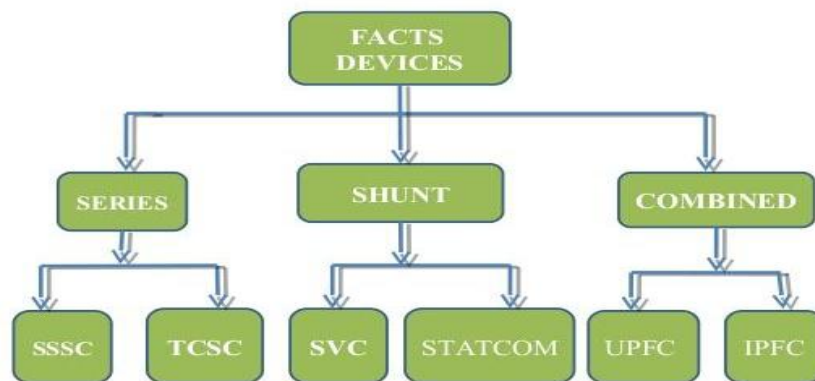 FACTS
DEVICES
SERIES
SHUNT
COMBINED
SSSC
TCSC
SVC
STATCOM
UPFC
IPFC